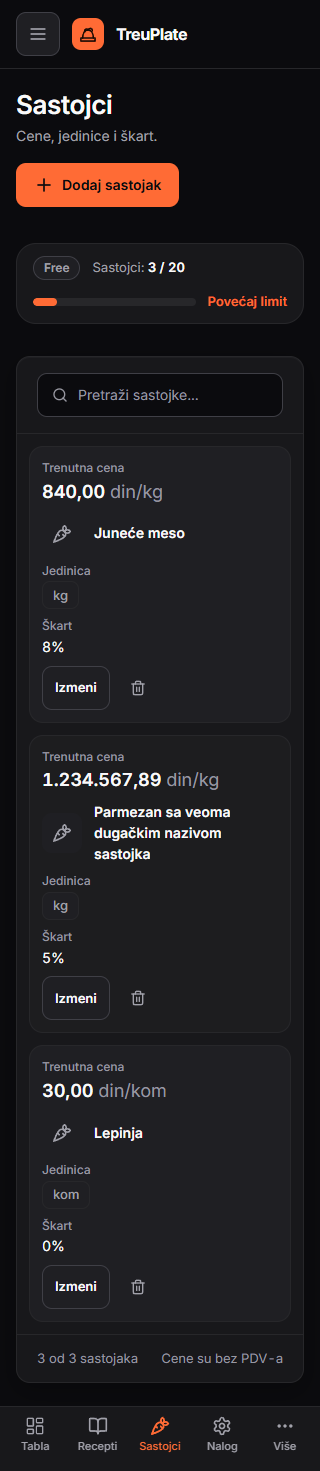 TreuPlate
Sastojci
Cene, jedinice i škart.
Dodaj sastojak
Free Sastojci: 3 / 20
Povećaj limit
Pretraži sastojke...
Trenutna cena
840,00 din/kg
Juneće meso
Jedinica
kg
Škart
8%
Izmeni
Trenutna cena
1.234.567,89 din/kg
Parmezan sa veoma
dugačkim nazivom
sastojka
Jedinica
kg
Škart
5%
Izmeni
Trenutna cena
30,00 din/kom
Lepinja
Jedinica
kom
Škart
0%
Izmeni
3 od 3 sastojaka Cene su bez PDV-a
Tabla Recepti Sastojci Nalog Više